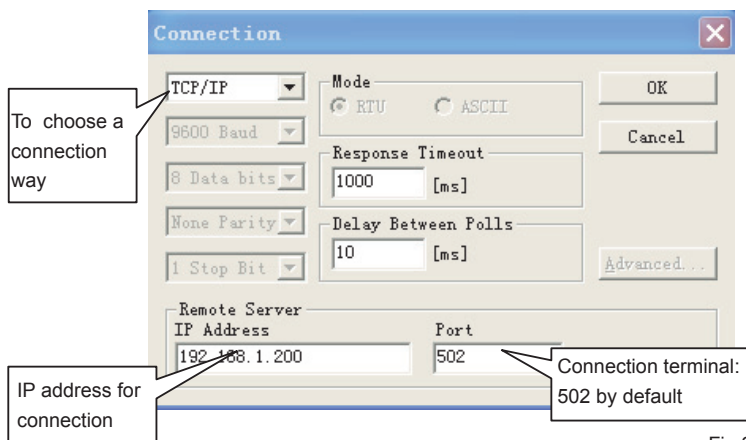 Connection
TCP/IP
Mode
RTU
ASCII
OK
To choose a
connection
way
9600 Baud
Cancel
Response Timeout
8 Data bits
1000
[ms]
None Parity
Delay Between Polls
10
[ms]
1 Stop Bit
Advanced...
Remote Server
IP Address
Port
192.168.1.200
502
Connection terminal:
502 by default
IP address for
connection